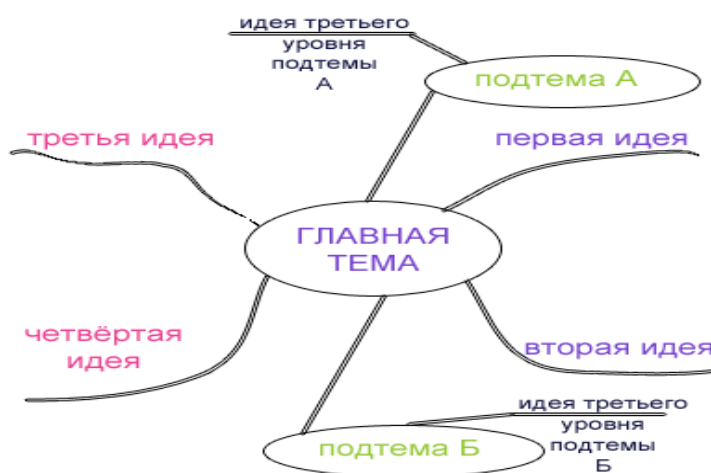 идея третьего
уровня
подтемы
А
подтема А
третья идея
первая идея
ГЛАВНАЯ
ТЕМА
четвёртая
идея
вторая идея
идея третьего
уровня
подтемы
Б
подтема Б